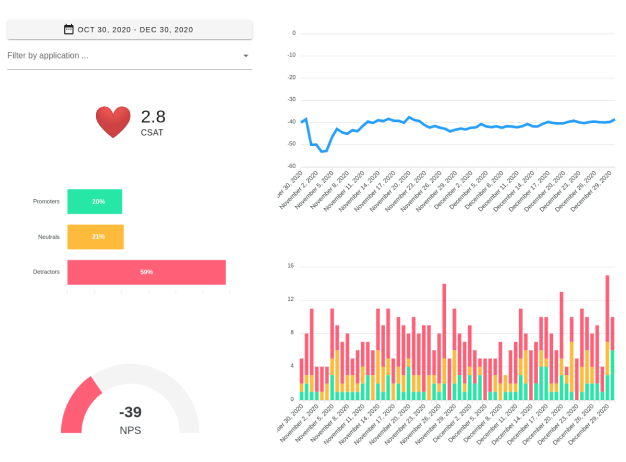 OCT 30, 2020 - DEC 30, 2020
Filter by application ...
2.8
CSAT
Promoters
20%
Neutrals
21%
Detractors
59%
-39
NPS
0
-10
-20
-30
-40
-50
-60
November 2, 2020
November 5, 2020
November 8, 2020
November 11, 2020
November 14, 2020
November 17, 2020
November 20, 2020
November 23, 2020
November 26, 2020
November 29, 2020
December 2, 2020
December 5, 2020
December 8, 2020
December 11, 2020
December 14, 2020
December 17, 2020
December 20, 2020
December 23, 2020
December 26, 2020
December 29, 2020
16
12
8
4
0
November 2, 2020
November 5, 2020
November 8, 2020
November 11, 2020
November 14, 2020
November 17, 2020
November 20, 2020
November 23, 2020
November 26, 2020
November 29, 2020
December 2, 2020
December 5, 2020
December 8, 2020
December 11, 2020
December 14, 2020
December 17, 2020
December 20, 2020
December 23, 2020
December 26, 2020
December 29, 2020